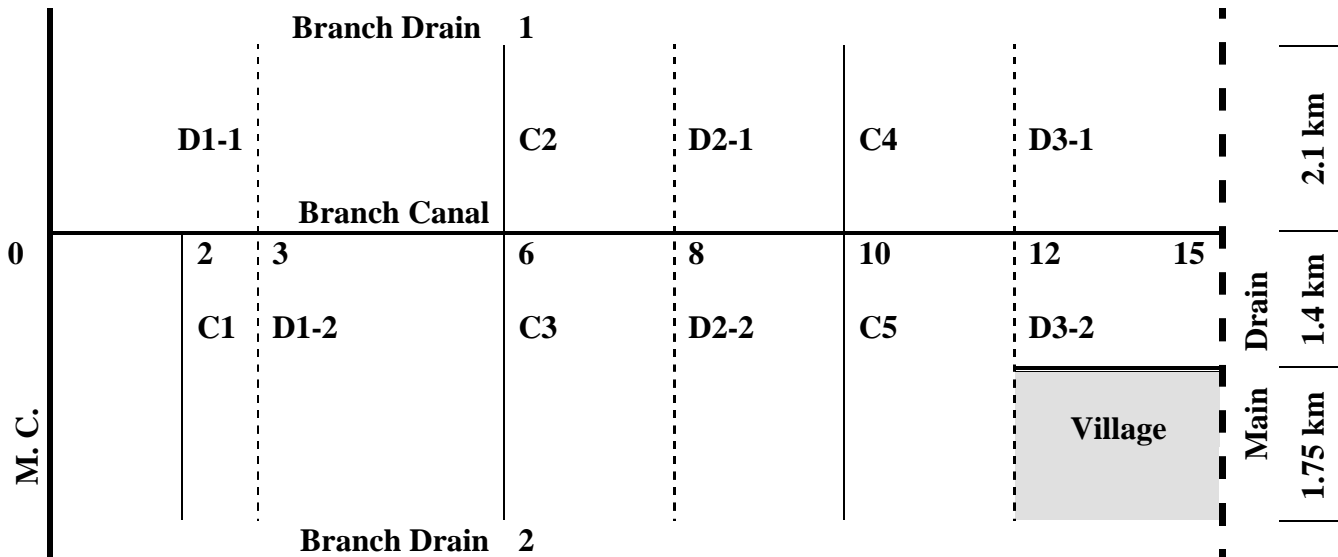 Branch Drain 1
2.1 km
D1-1 C2 D2-1 C4 D3-1
Branch Canal
0 2 3 6 8 10 12 15
C1 D1-2 C3 D2-2 C5 D3-2
1.4 km
Main Drain
M. C.
Village
1.75 km
Branch Drain 2